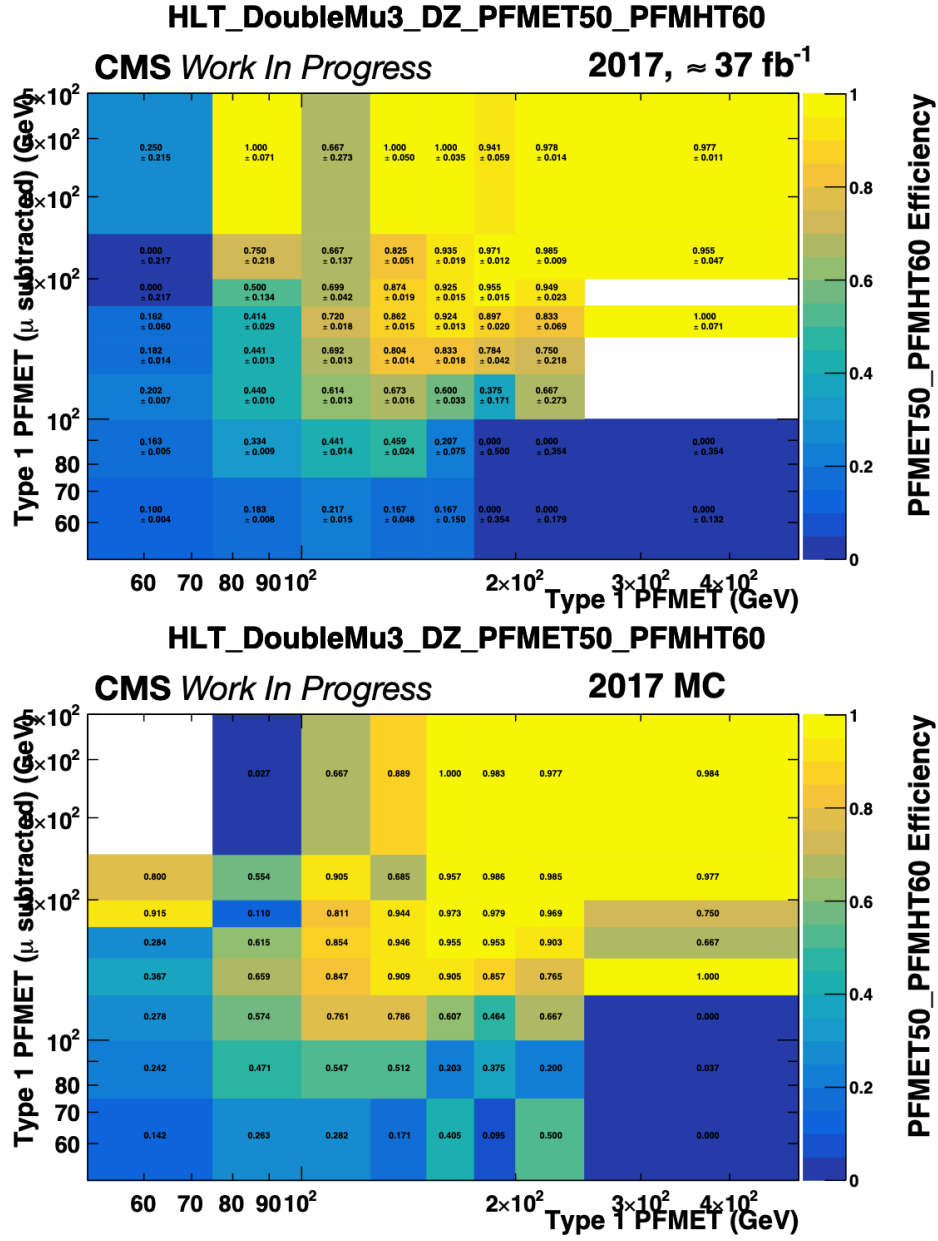 HLT_DoubleMu3_DZ_PFMET50_PFMHT60
CMS Work In Progress
2017, ≈ 37 fb⁻¹
Type 1 PFMET (μ subtracted) (GeV)
5×10²
4×10²
3×10²
2×10²
10²
80
70
60
0.250 ± 0.215
1.000 ± 0.071
0.667 ± 0.273
1.000 ± 0.050
1.000 ± 0.035
0.941 ± 0.059
0.978 ± 0.014
0.977 ± 0.011
0.000 ± 0.217
0.750 ± 0.218
0.667 ± 0.137
0.825 ± 0.051
0.935 ± 0.019
0.971 ± 0.012
0.985 ± 0.009
0.955 ± 0.047
0.000 ± 0.217
0.500 ± 0.134
0.699 ± 0.042
0.874 ± 0.019
0.925 ± 0.015
0.955 ± 0.015
0.949 ± 0.023
0.162 ± 0.060
0.414 ± 0.029
0.720 ± 0.018
0.862 ± 0.015
0.924 ± 0.013
0.897 ± 0.020
0.833 ± 0.069
1.000 ± 0.071
0.182 ± 0.014
0.441 ± 0.013
0.692 ± 0.013
0.804 ± 0.014
0.833 ± 0.018
0.784 ± 0.042
0.750 ± 0.218
0.202 ± 0.007
0.440 ± 0.010
0.614 ± 0.013
0.673 ± 0.016
0.600 ± 0.033
0.375 ± 0.171
0.667 ± 0.273
0.163 ± 0.005
0.334 ± 0.009
0.441 ± 0.014
0.459 ± 0.024
0.207 ± 0.075
0.000 ± 0.500
0.000 ± 0.354
0.000 ± 0.354
0.100 ± 0.004
0.183 ± 0.008
0.217 ± 0.015
0.167 ± 0.048
0.167 ± 0.150
0.000 ± 0.354
0.000 ± 0.179
0.000 ± 0.132
1
0.8
0.6
0.4
0.2
0
PFMET50_PFMHT60 Efficiency
60 70 80 90 10² 2×10² 3×10² 4×10²
Type 1 PFMET (GeV)
HLT_DoubleMu3_DZ_PFMET50_PFMHT60
CMS Work In Progress
2017 MC
Type 1 PFMET (μ subtracted) (GeV)
5×10²
4×10²
3×10²
2×10²
10²
80
70
60
0.027 0.667 0.889 1.000 0.983 0.977 0.984
0.800 0.554 0.905 0.685 0.957 0.986 0.985 0.977
0.915 0.110 0.811 0.944 0.973 0.979 0.969 0.750
0.284 0.615 0.854 0.946 0.955 0.953 0.903 0.667
0.367 0.659 0.847 0.909 0.905 0.857 0.765 1.000
0.278 0.574 0.761 0.786 0.607 0.464 0.667 0.000
0.242 0.471 0.547 0.512 0.203 0.375 0.200 0.037
0.142 0.263 0.282 0.171 0.405 0.095 0.500 0.000
1
0.8
0.6
0.4
0.2
0
PFMET50_PFMHT60 Efficiency
60 70 80 90 10² 2×10² 3×10² 4×10²
Type 1 PFMET (GeV)